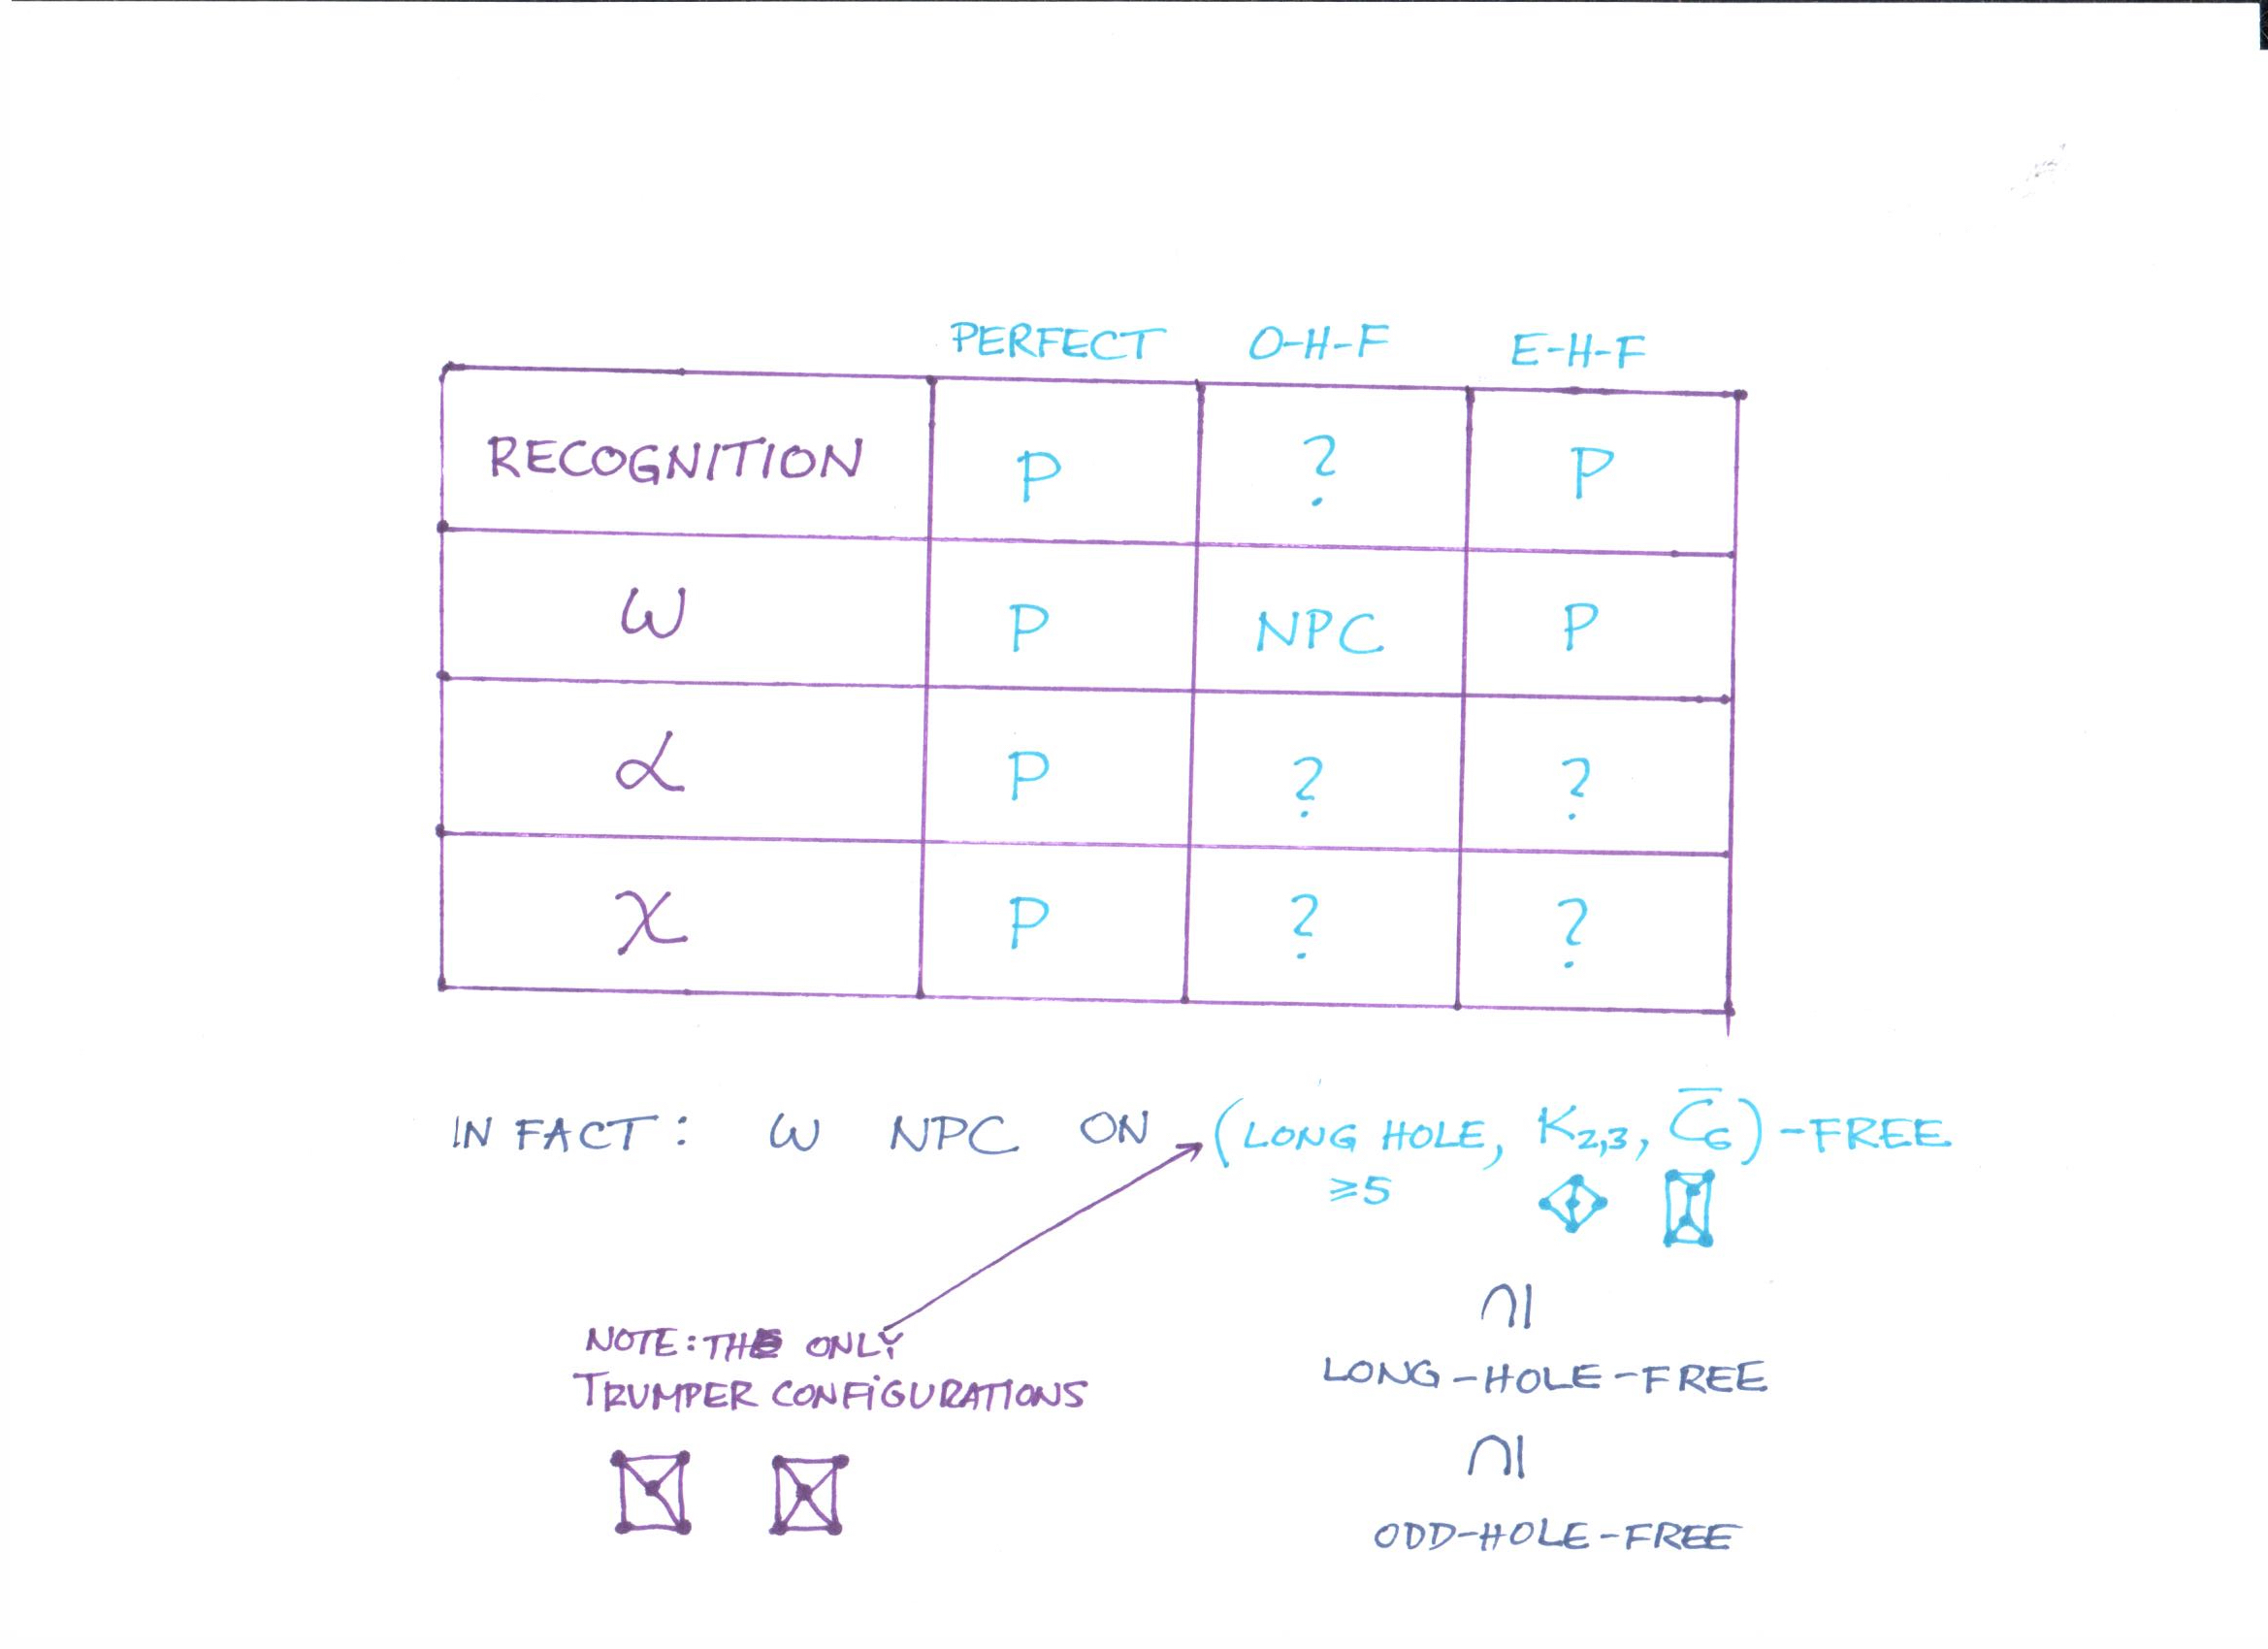 PERFECT O-H-F E-H-F
RECOGNITION P ? P
ω P NPC P
α P ? ?
χ P ? ?
IN FACT: ω NPC ON (LONG HOLE, K2,3, C̅6)-FREE
≥5
∩|
NOTE: THE ONLY
TRUMPER CONFIGURATIONS
LONG-HOLE-FREE
∩|
ODD-HOLE-FREE